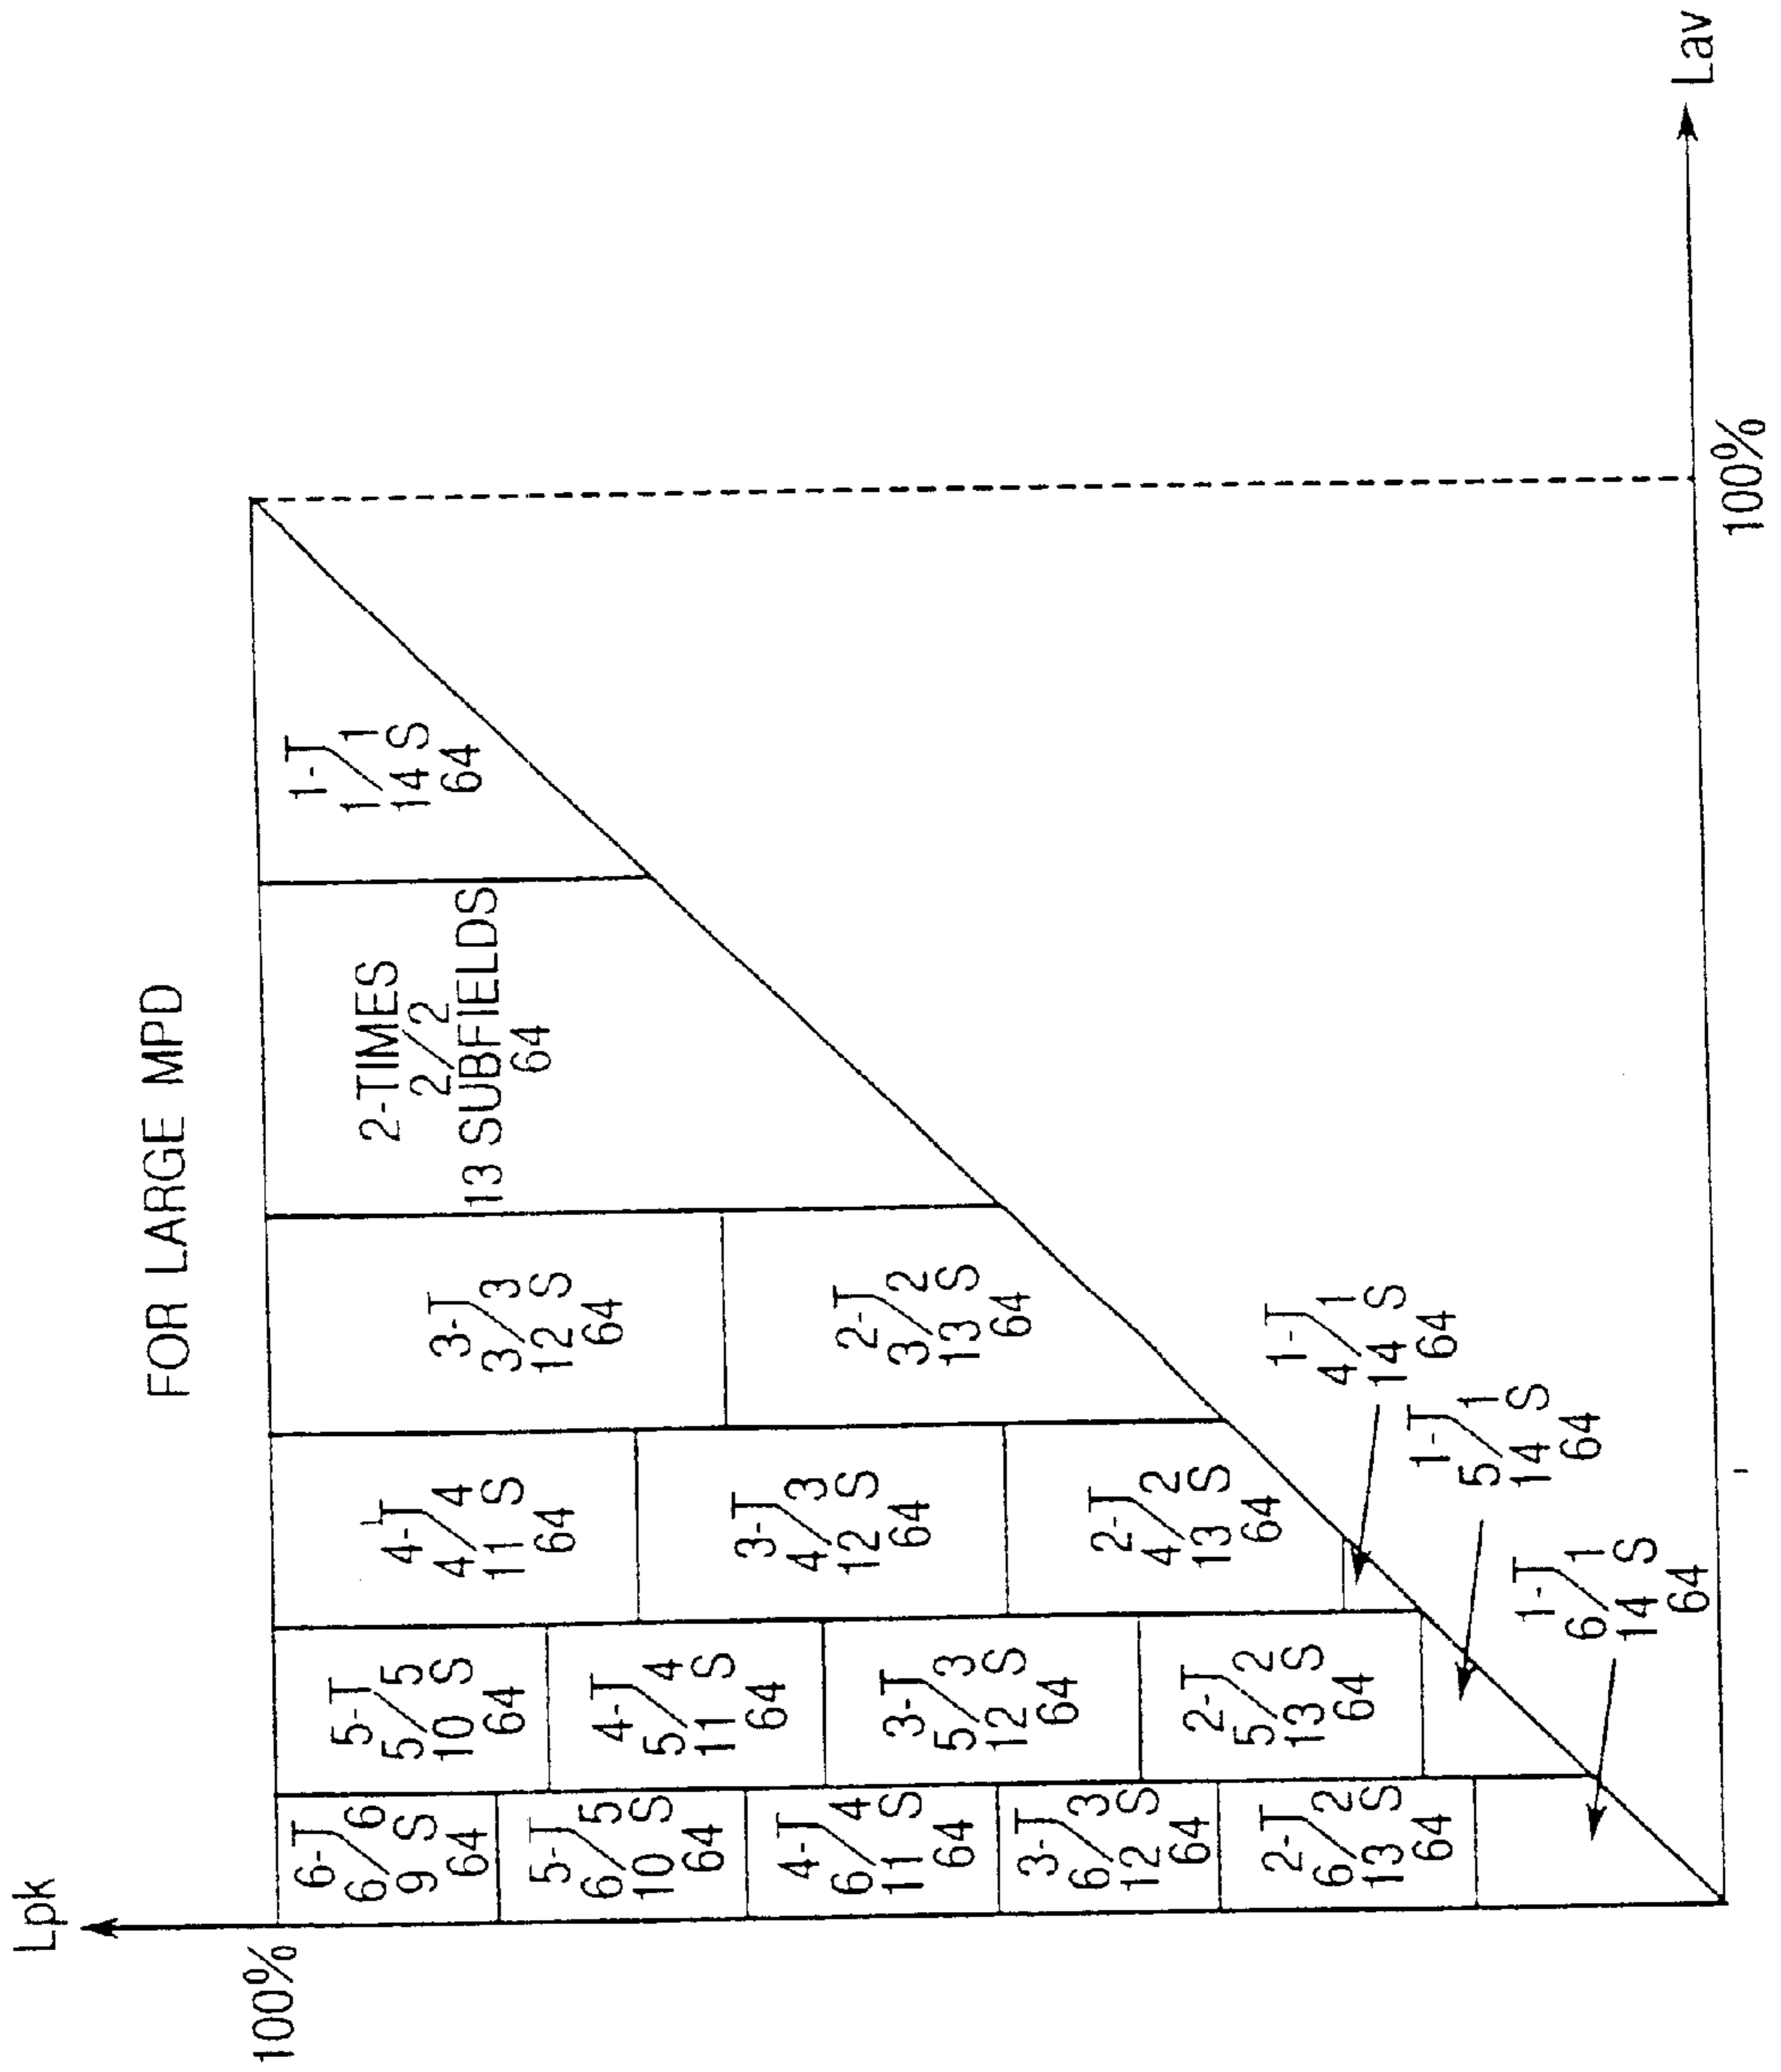 FOR LARGE MPD
Lpk
100%
6-T
6/6
9 S
64
5-T
6/5
10 S
64
4-T
6/4
11 S
64
3-T
6/3
12 S
64
2-T
6/2
13 S
64
5-T
5/5
10 S
64
4-T
5/4
11 S
64
3-T
5/3
12 S
64
2-T
5/2
13 S
64
4-T
4/4
11 S
64
3-T
4/3
12 S
64
2-T
4/2
13 S
64
3-T
3/3
12 S
64
2-T
3/2
13 S
64
2-TIMES
2/2
13 SUBFIELDS
64
1-T
1/1
14 S
64
1-T
4/1
14 S
64
1-T
5/1
14 S
64
1-T
6/1
14 S
64
100%
Lav